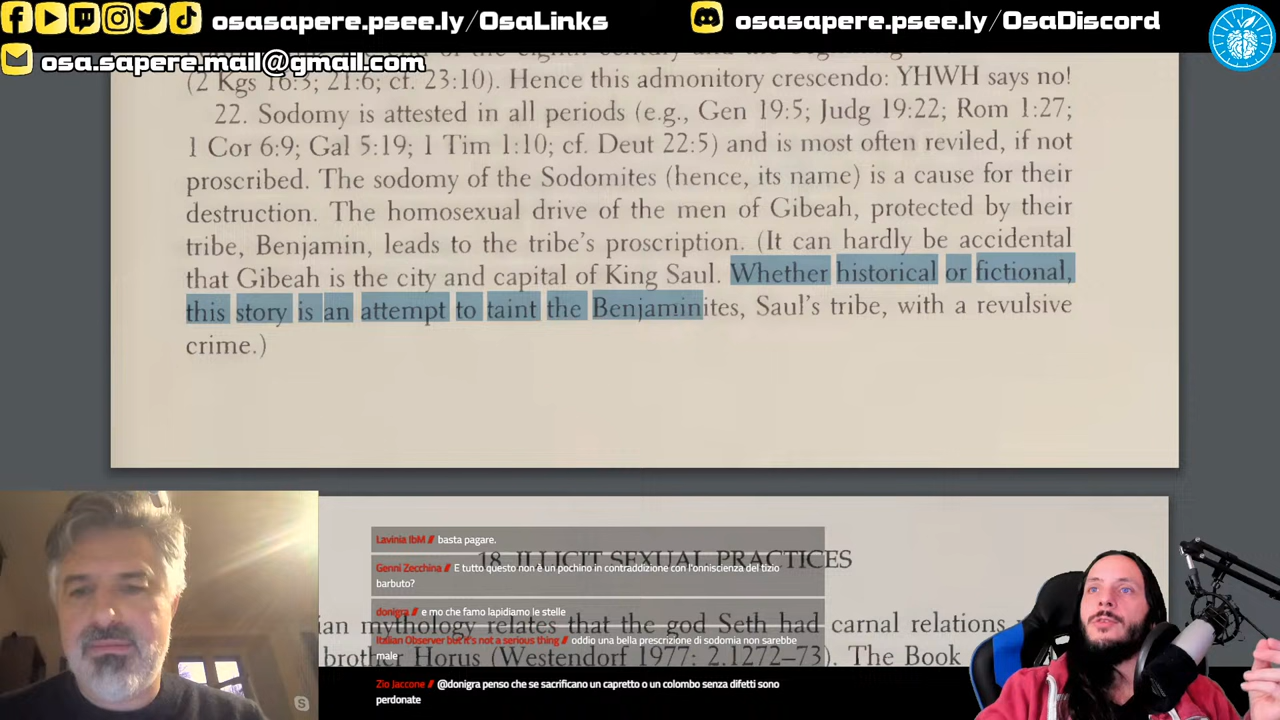 osasapere.psee.ly/OsaLinks
osasapere.psee.ly/OsaDiscord
osa.sapere.mail@gmail.com
(2 Kgs 16:3; 21:6; cf. 23:10). Hence this admonitory crescendo: YHWH says no!
22. Sodomy is attested in all periods (e.g., Gen 19:5; Judg 19:22; Rom 1:27;
1 Cor 6:9; Gal 5:19; 1 Tim 1:10; cf. Deut 22:5) and is most often reviled, if not
proscribed. The sodomy of the Sodomites (hence, its name) is a cause for their
destruction. The homosexual drive of the men of Gibeah, protected by their
tribe, Benjamin, leads to the tribe's proscription. (It can hardly be accidental
that Gibeah is the city and capital of King Saul. Whether historical or fictional,
this story is an attempt to taint the Benjaminites, Saul's tribe, with a revulsive
crime.)
18. ILLICIT SEXUAL PRACTICES
Lavinia IbM // basta pagare.
Genni Zecchina // E tutto questo non è un pochino in contraddizione con l'onniscienza del tizio
barbuto?
donigra // e mo che famo lapidiamo le stelle
Italian Observer but it's not a serious thing // oddio una bella prescrizione di sodomia non sarebbe
male
Zio Jaccone // @donigra penso che se sacrificano un capretto o un colombo senza difetti sono
perdonate
ian mythology relates that the god Seth had carnal relations
brother Horus (Westendorf 1977: 2.1272–73). The Book